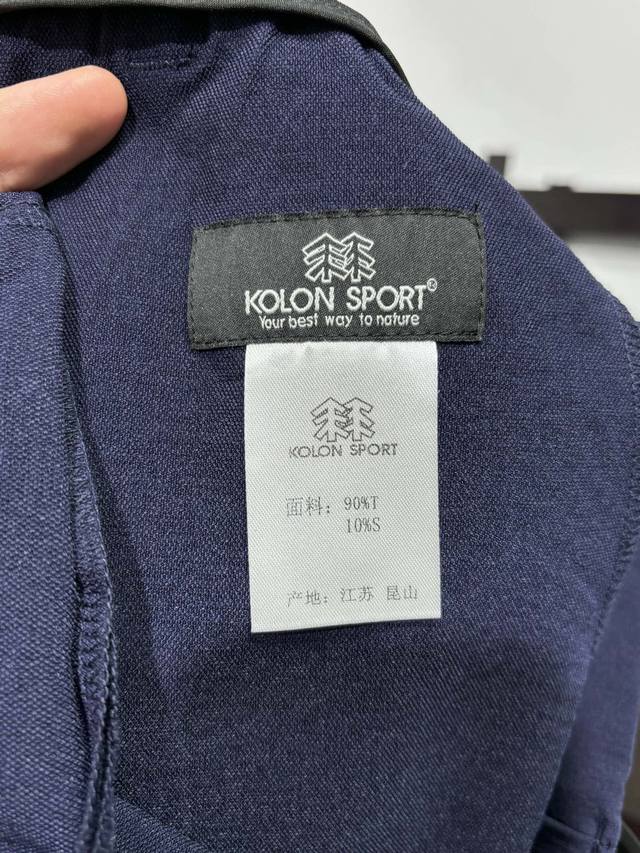 KOLON SPORT®
Your best way to nature
KOLON SPORT
面料: 90%T
10%S
产地: 江苏 昆山